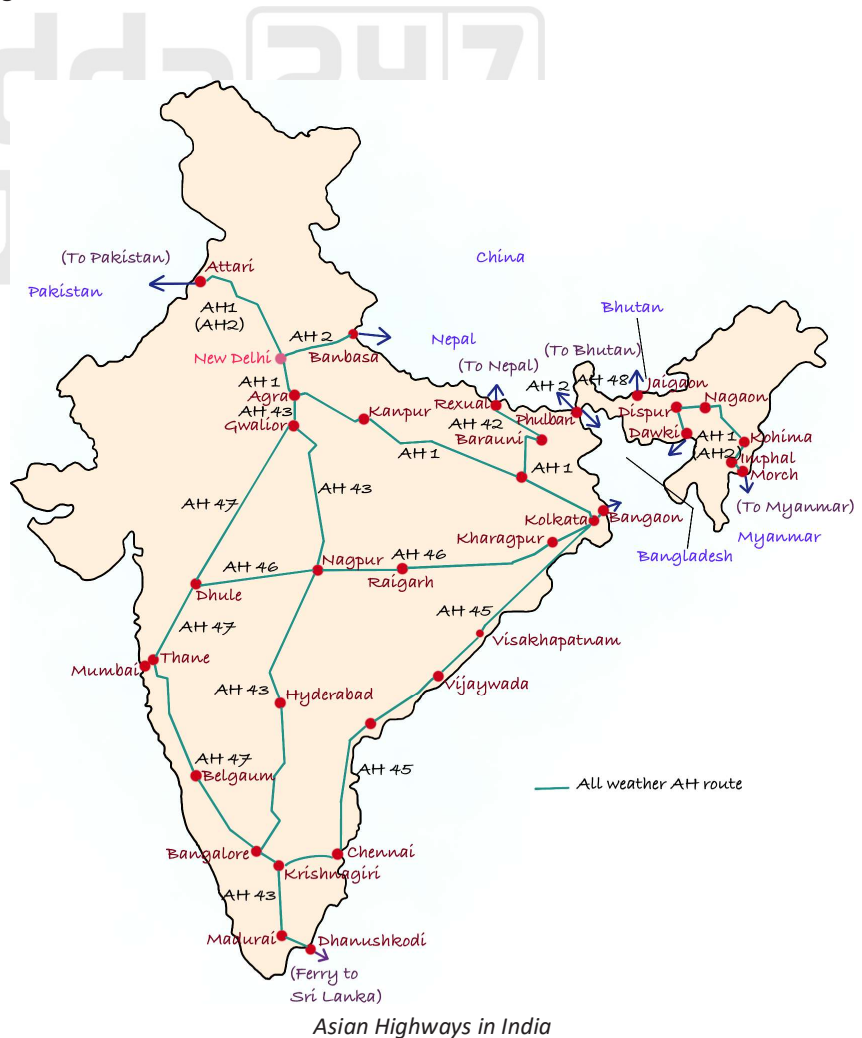 dda 247
China
(To Pakistan)
Attari
Pakistan
AH1
(AH2)
Bhutan
AH 2
Nepal
(To Bhutan)
New Delhi
Banbasa
(To Nepal)
AH 1
AH 2
AH 48
Jaigaon
Agra
Rexual
Nagaon
AH 43
Kanpur
Phulbari
Dispur
Gwalior
AH 42
Barauni
Dawki
AH 1
Kohima
AH 1
(AH2)
Imphal
AH 1
Morch
AH 43
AH 47
(To Myanmar)
Kolkata
Bangaon
Myanmar
Kharagpur
Bangladesh
Nagpur
AH 46
AH 46
Raigarh
Dhule
AH 45
AH 47
Visakhapatnam
Thane
Mumbai
Vijaywada
AH 43
Hyderabad
AH 47
AH 45
Belgaum
All weather AH route
Bangalore
Chennai
Krishnagiri
AH 43
Madurai
Dhanushkodi
(Ferry to
Sri Lanka)
Asian Highways in India